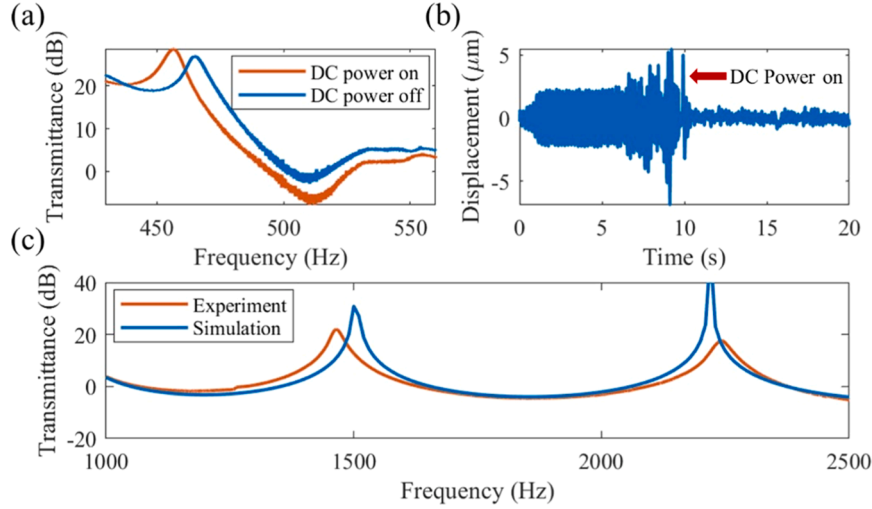 (a)
Transmittance (dB)
20
10
0
DC power on
DC power off
450
500
550
Frequency (Hz)
(b)
Displacement (μm)
5
0
-5
DC Power on
0
5
10
15
20
Time (s)
(c)
Transmittance (dB)
40
20
0
-20
Experiment
Simulation
1000
1500
2000
2500
Frequency (Hz)